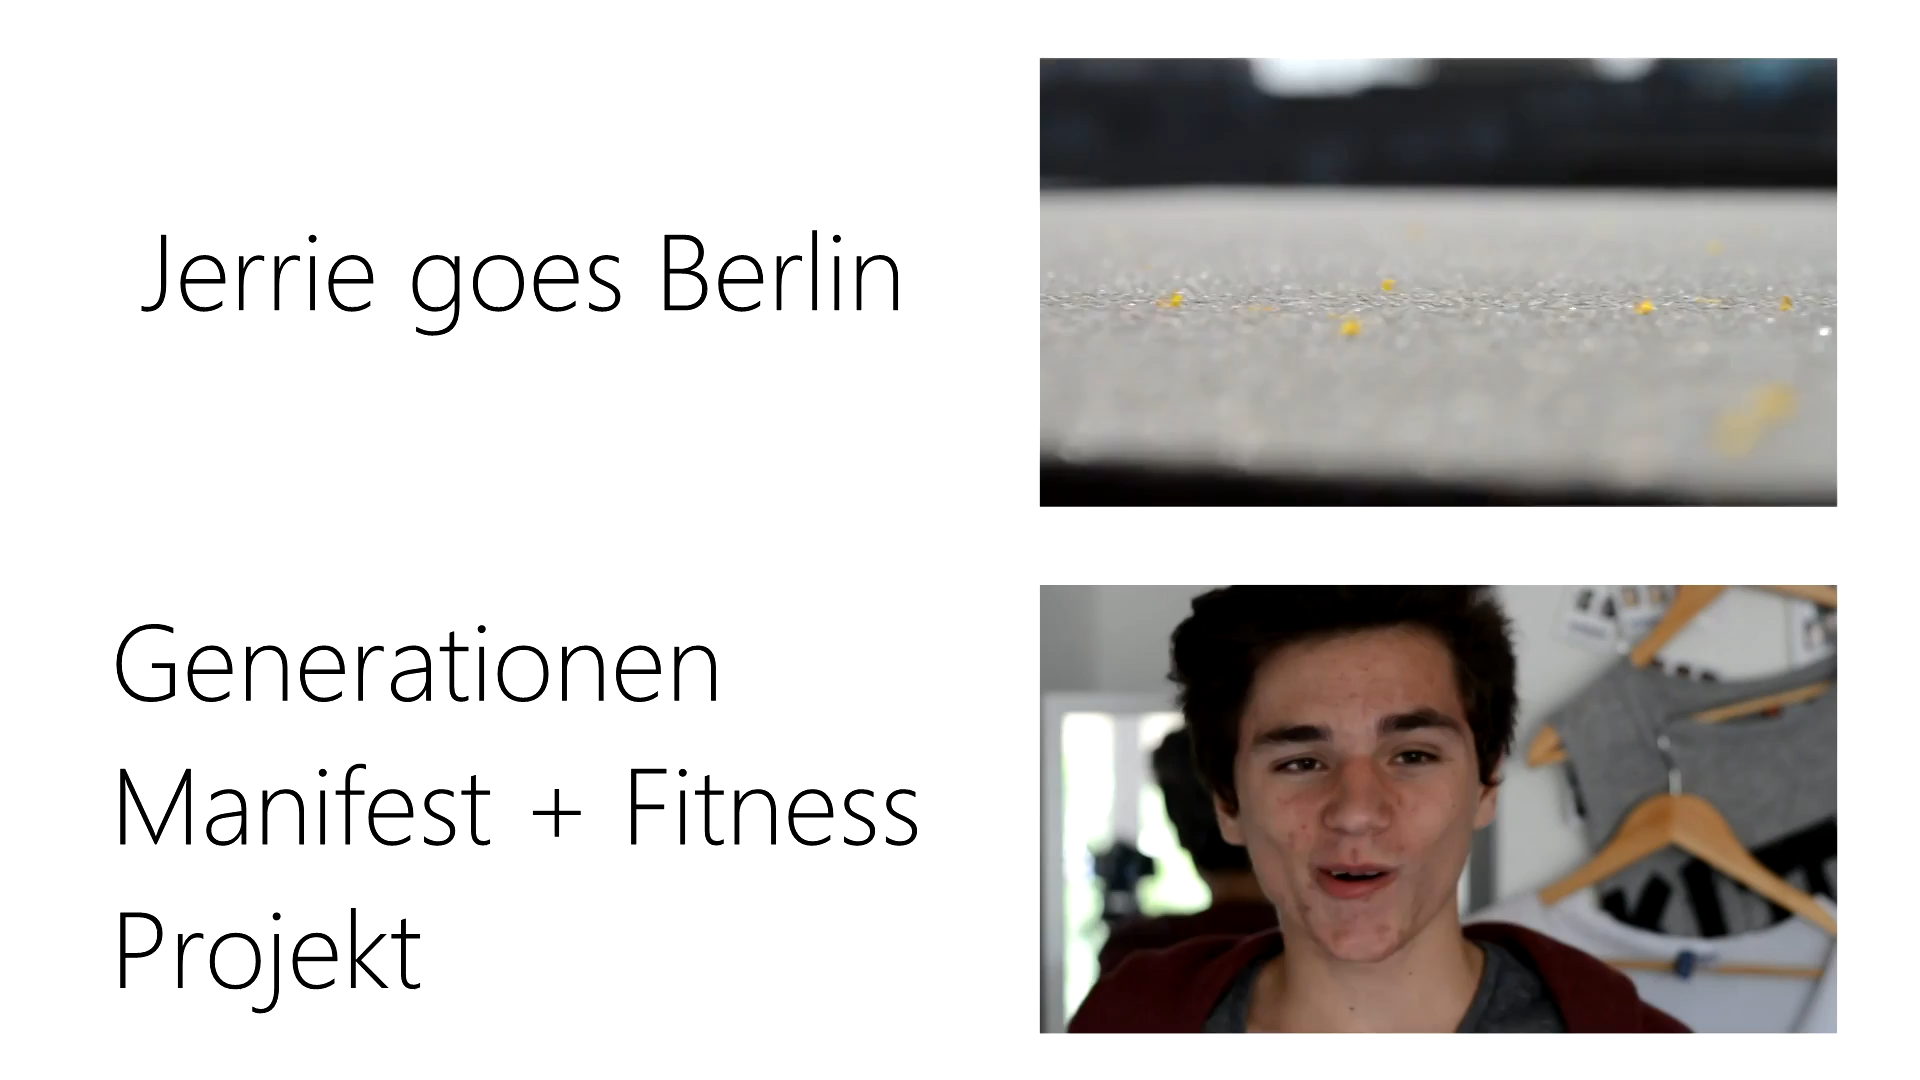 Jerrie goes Berlin
Generationen
Manifest + Fitness
Projekt